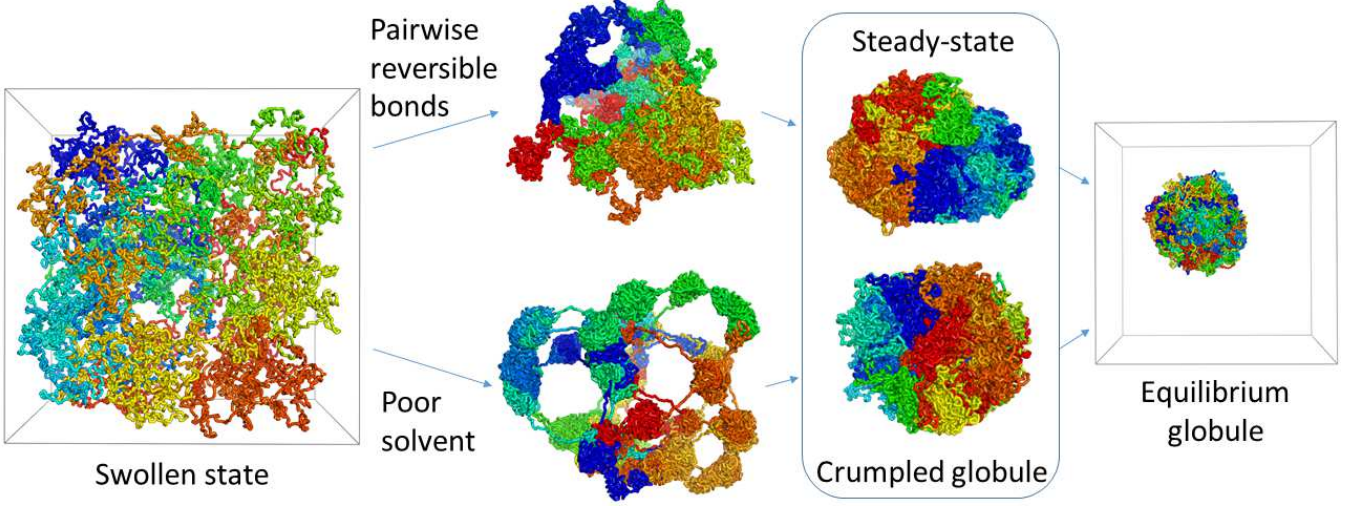 Pairwise
reversible
bonds
Steady-state
Poor
solvent
Swollen state
Crumpled globule
Equilibrium
globule